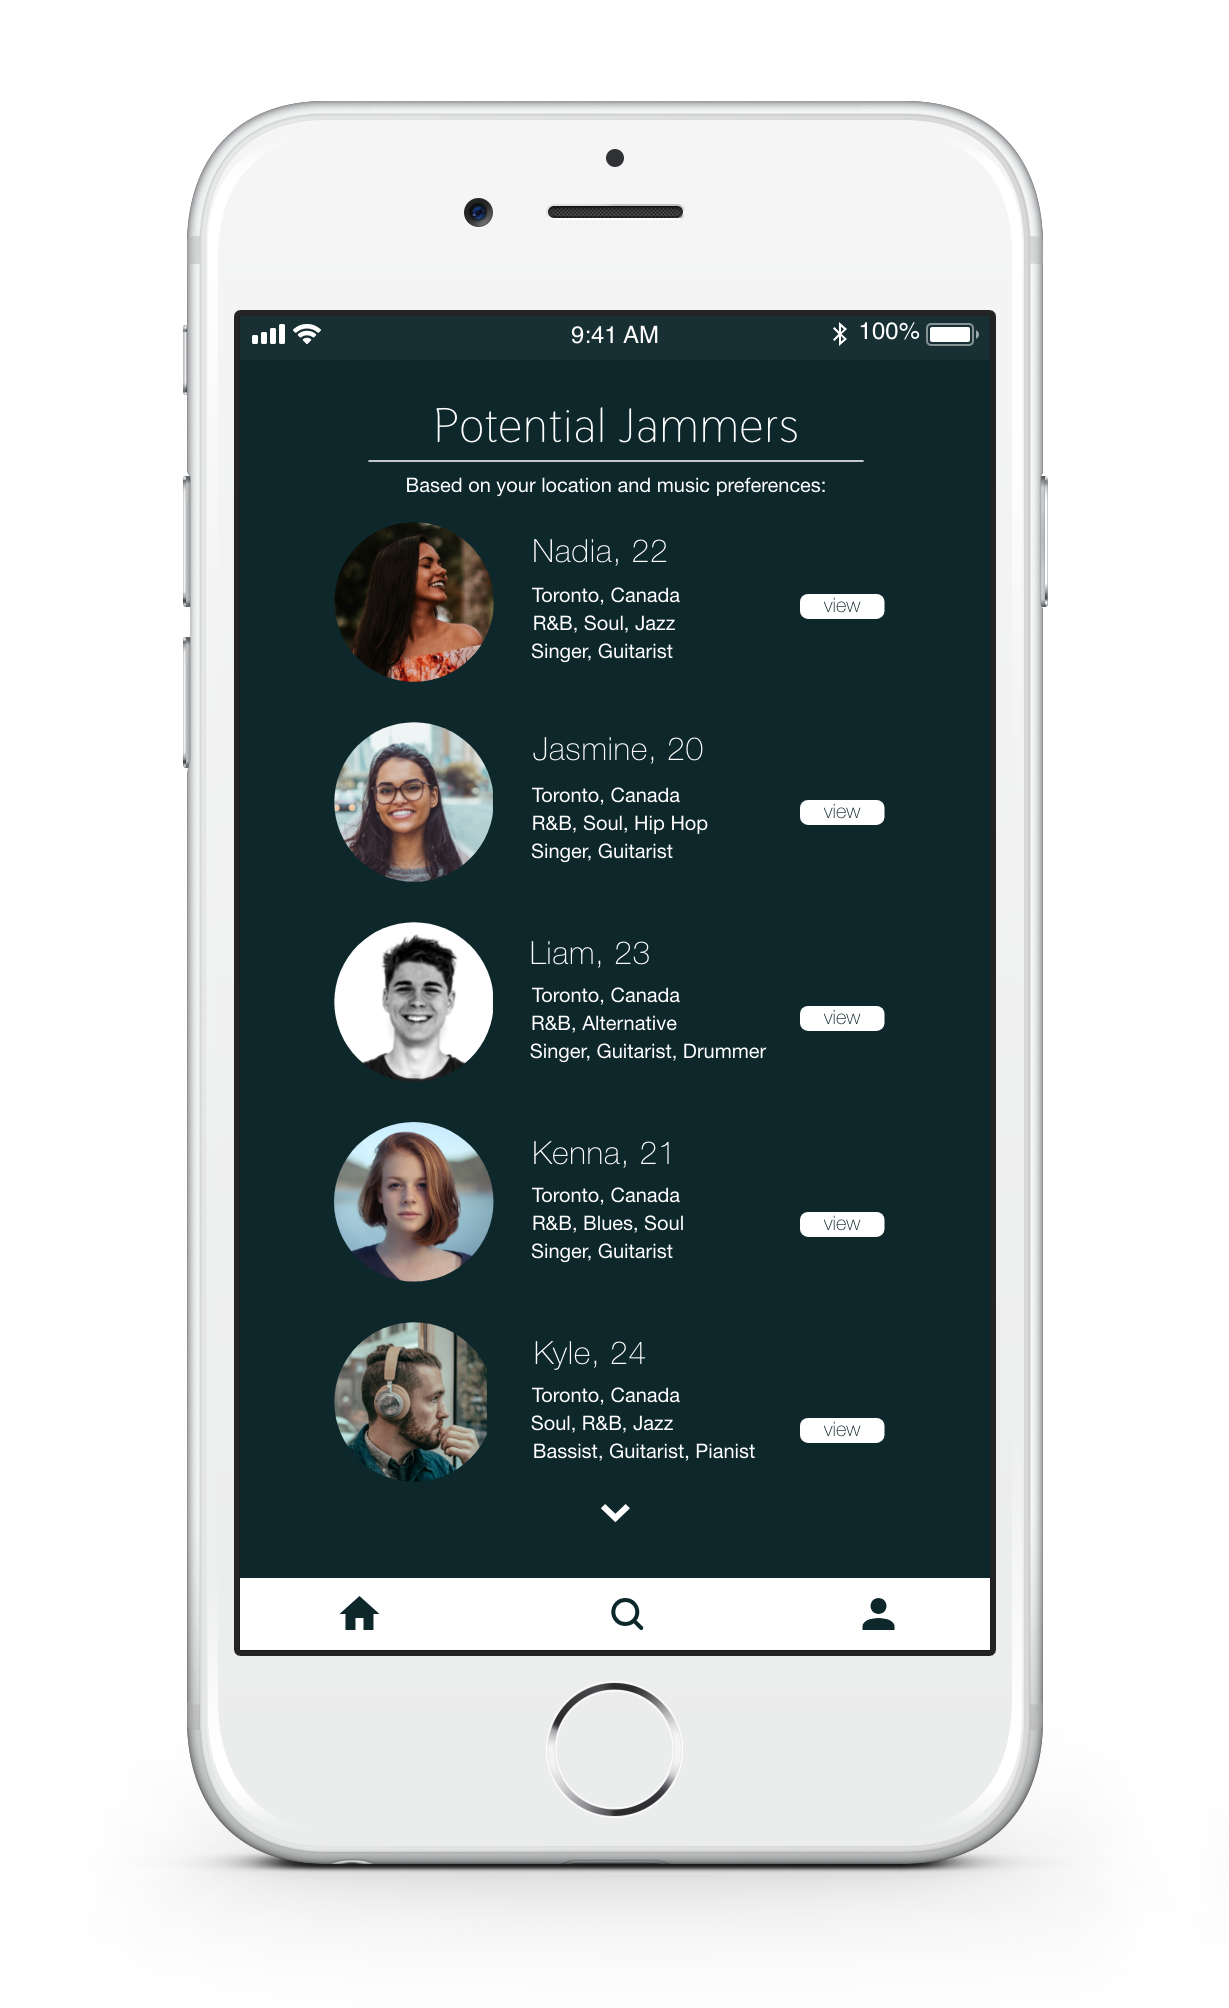 9:41 AM 100%
Potential Jammers
Based on your location and music preferences:
Nadia, 22
Toronto, Canada
R&B, Soul, Jazz
Singer, Guitarist
view
Jasmine, 20
Toronto, Canada
R&B, Soul, Hip Hop
Singer, Guitarist
view
Liam, 23
Toronto, Canada
R&B, Alternative
Singer, Guitarist, Drummer
view
Kenna, 21
Toronto, Canada
R&B, Blues, Soul
Singer, Guitarist
view
Kyle, 24
Toronto, Canada
Soul, R&B, Jazz
Bassist, Guitarist, Pianist
view